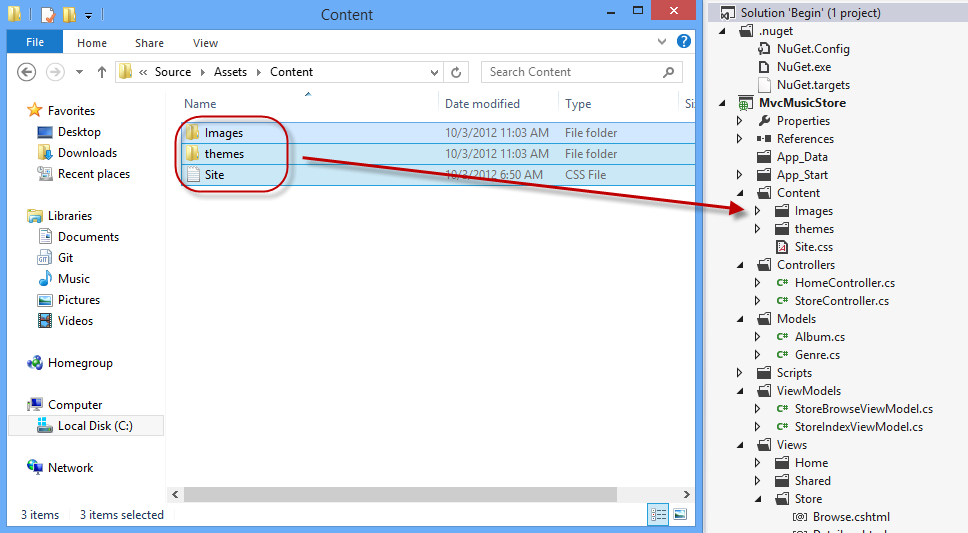 Content
File Home Share View
« Source Assets Content
Search Content
Favorites
Desktop
Downloads
Recent places
Libraries
Documents
Git
Music
Pictures
Videos
Homegroup
Computer
Local Disk (C:)
Network
Name Date modified Type
Images 10/3/2012 11:03 AM File folder
themes 10/3/2012 11:03 AM File folder
Site 10/3/2012 6:50 AM CSS File
3 items 3 items selected
Solution 'Begin' (1 project)
.nuget
NuGet.Config
NuGet.exe
NuGet.targets
MvcMusicStore
Properties
References
App_Data
App_Start
Content
Images
themes
Site.css
Controllers
C# HomeController.cs
C# StoreController.cs
Models
C# Album.cs
C# Genre.cs
Scripts
ViewModels
C# StoreBrowseViewModel.cs
C# StoreIndexViewModel.cs
Views
Home
Shared
Store
[@] Browse.cshtml